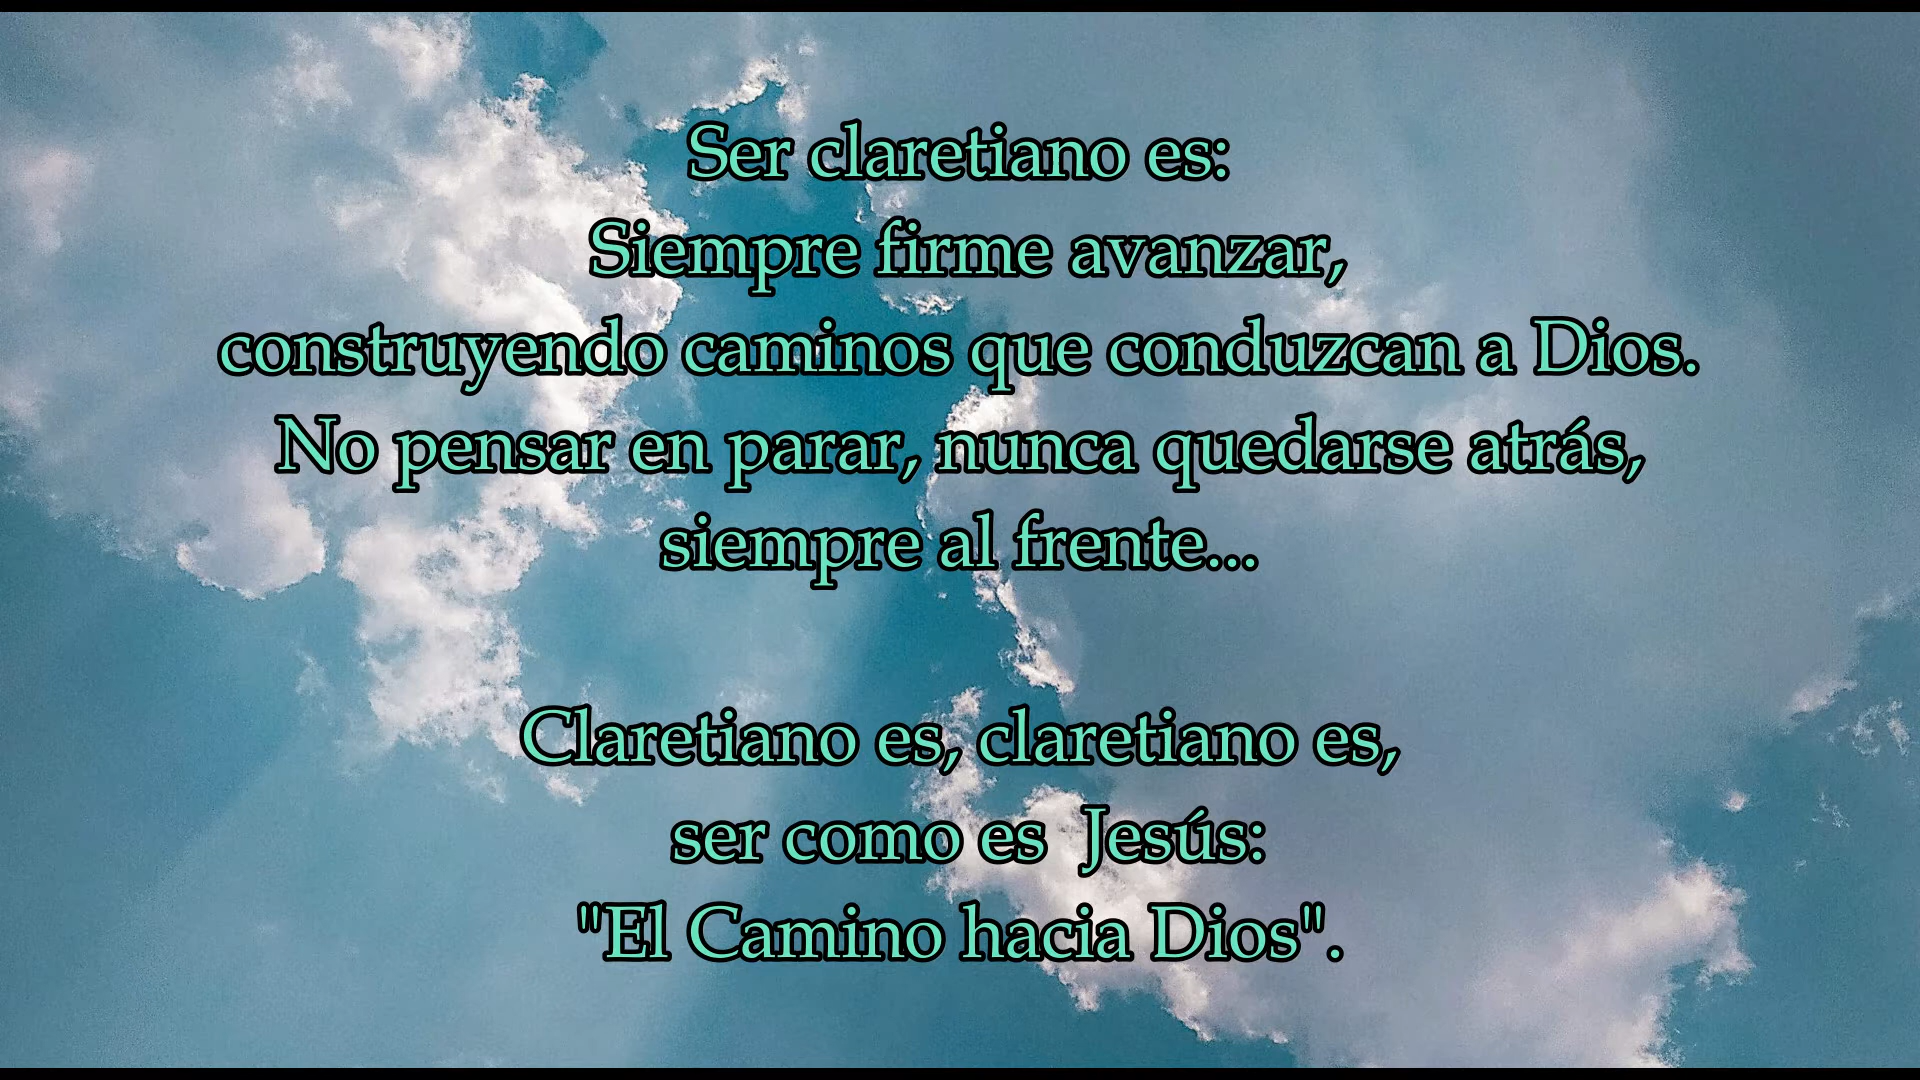 Ser claretiano es:
Siempre firme avanzar,
construyendo caminos que conduzcan a Dios.
No pensar en parar, nunca quedarse atrás,
siempre al frente...
Claretiano es, claretiano es,
ser como es  Jesús:
"El Camino hacia Dios".